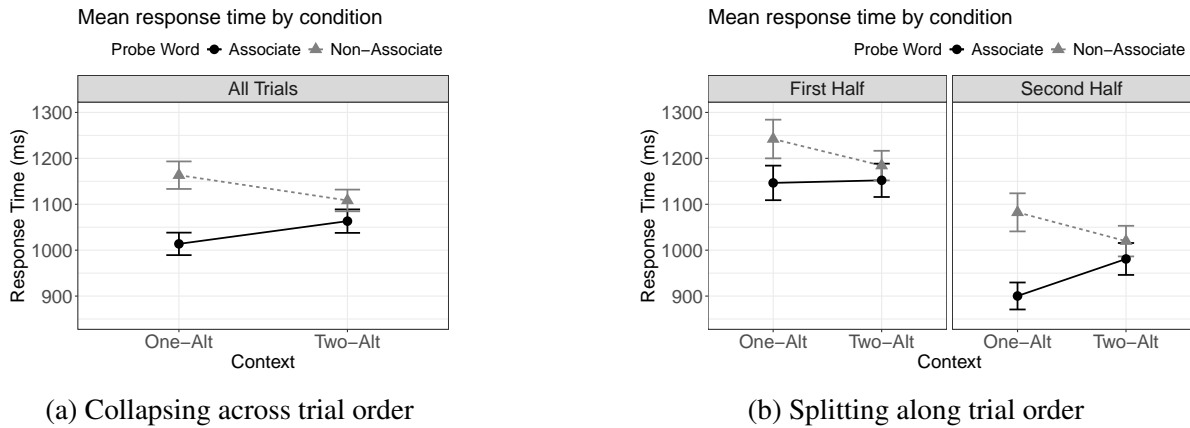 Mean response time by condition
Probe Word Associate Non−Associate
All Trials
1300
1200
1100
1000
900
Response Time (ms)
One−Alt Two−Alt
Context
(a) Collapsing across trial order
Mean response time by condition
Probe Word Associate Non−Associate
First Half Second Half
1300
1200
1100
1000
900
Response Time (ms)
One−Alt Two−Alt One−Alt Two−Alt
Context
(b) Splitting along trial order